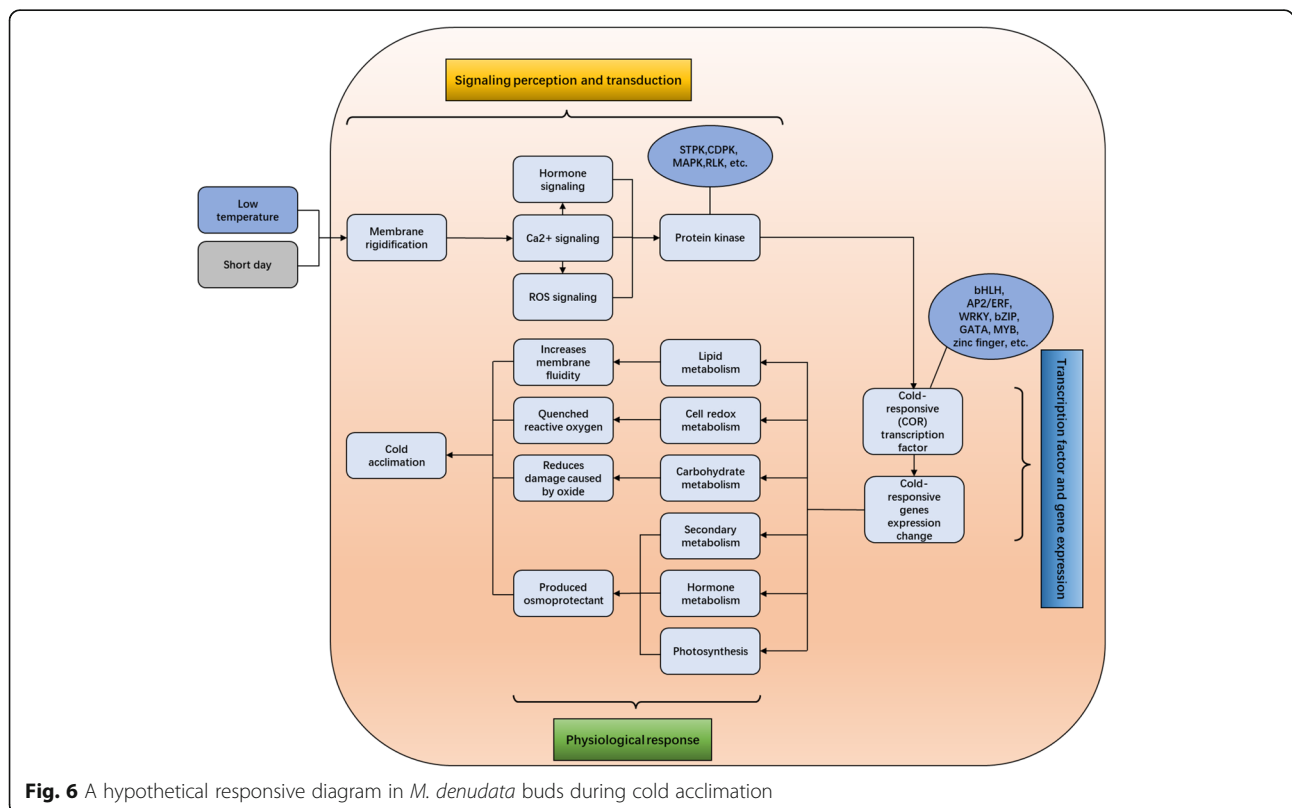 Signaling perception and transduction
STPK,CDPK,
MAPK,RLK, etc.
Hormone
signaling
Low
temperature
Membrane
rigidification
Ca2+ signaling
Protein kinase
Short day
ROS signaling
bHLH,
AP2/ERF,
WRKY, bZIP,
GATA, MYB,
zinc finger, etc.
Increases
membrane
fluidity
Lipid
metabolism
Transcription factor and gene expression
Cold-
responsive
(COR)
transcription
factor
Quenched
reactive oxygen
Cell redox
metabolism
Cold
acclimation
Reduces
damage caused
by oxide
Carbohydrate
metabolism
Cold-
responsive
genes
expression
change
Secondary
metabolism
Produced
osmoprotectant
Hormone
metabolism
Photosynthesis
Physiological response
Fig. 6 A hypothetical responsive diagram in M. denudata buds during cold acclimation